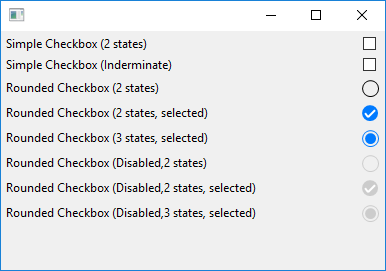 Simple Checkbox (2 states)
Simple Checkbox (Inderminate)
Rounded Checkbox (2 states)
Rounded Checkbox (2 states, selected)
Rounded Checkbox (3 states, selected)
Rounded Checkbox (Disabled,2 states)
Rounded Checkbox (Disabled,2 states, selected)
Rounded Checkbox (Disabled,3 states, selected)